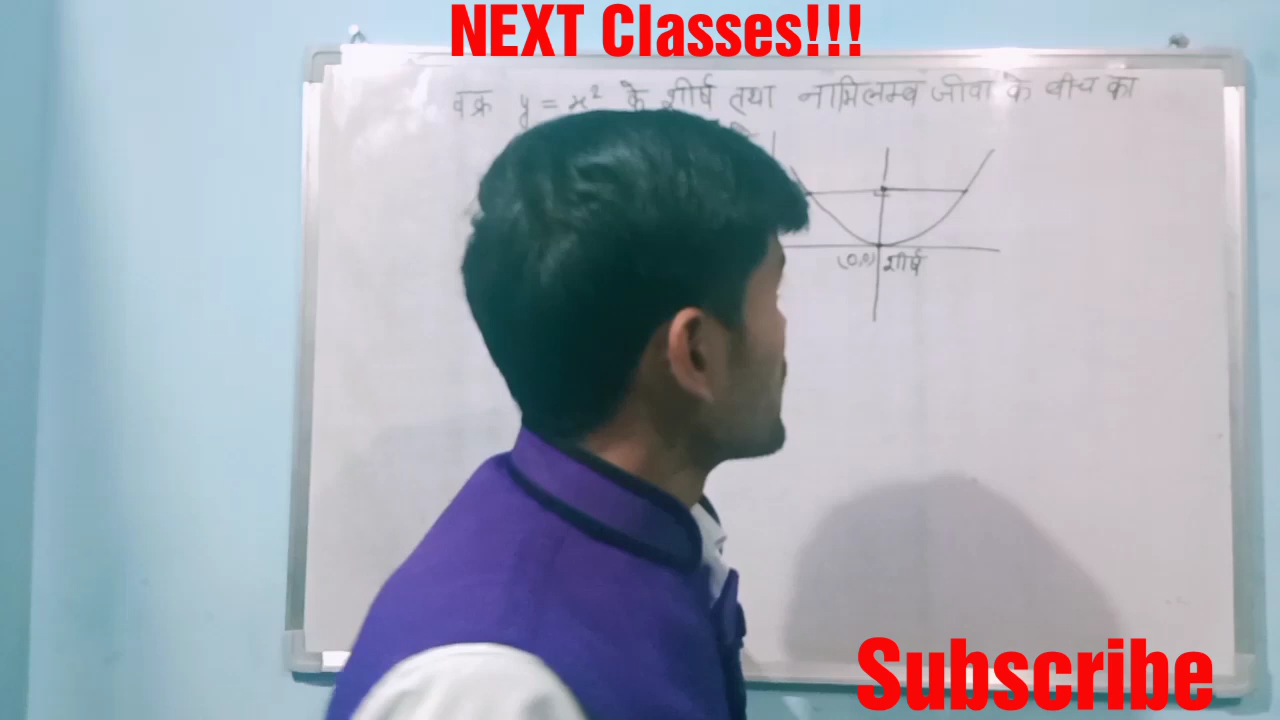 NEXT Classes!!!
वक्र y = x² के शीर्ष तथा नाभिलम्ब जीवा के बीच का
(0,0) शीर्ष
Subscribe